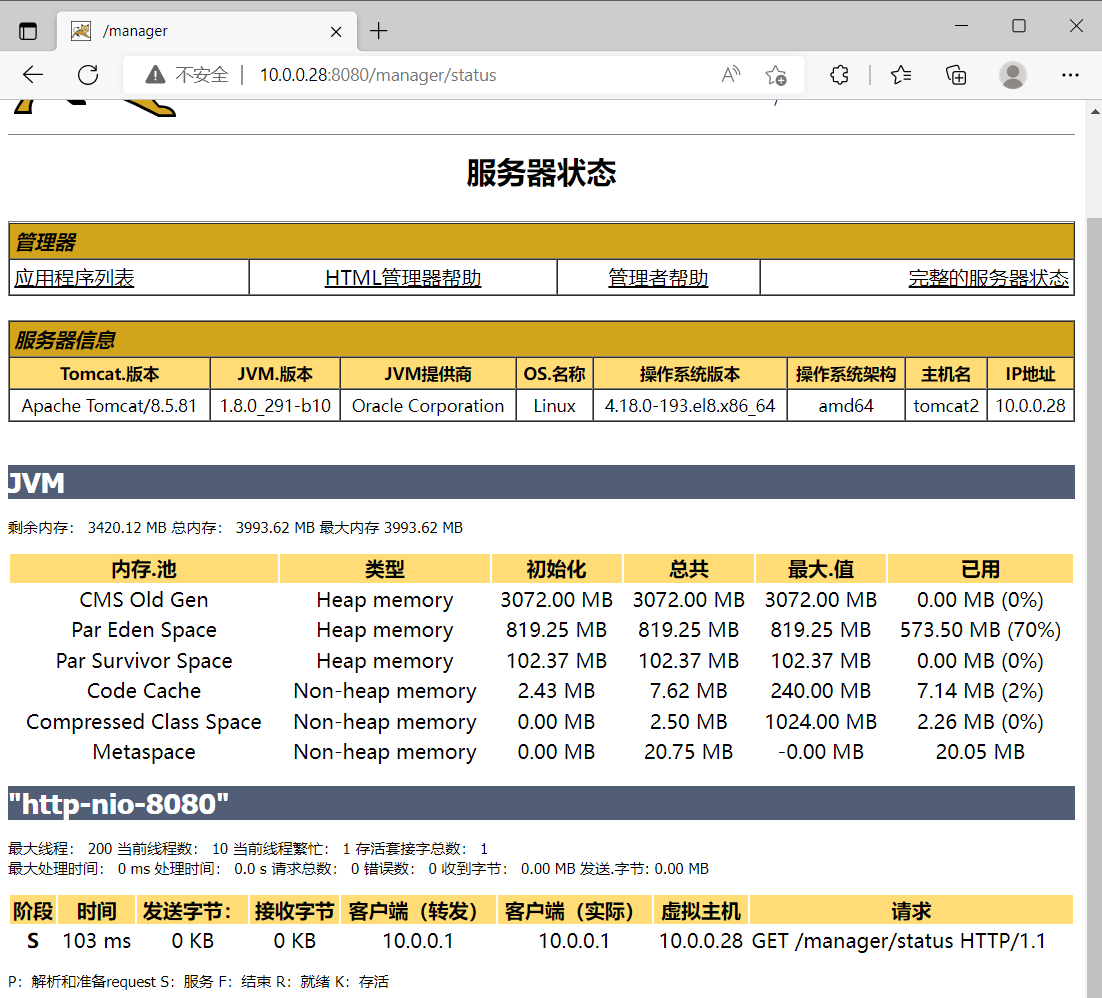 /manager
不安全 | 10.0.0.28:8080/manager/status
服务器状态
管理器
应用程序列表 HTML管理器帮助 管理者帮助 完整的服务器状态
服务器信息
Tomcat.版本 JVM.版本 JVM提供商 OS.名称 操作系统版本 操作系统架构 主机名 IP地址
Apache Tomcat/8.5.81 1.8.0_291-b10 Oracle Corporation Linux 4.18.0-193.el8.x86_64 amd64 tomcat2 10.0.0.28
JVM
剩余内存： 3420.12 MB 总内存： 3993.62 MB 最大内存 3993.62 MB
内存.池 类型 初始化 总共 最大.值 已用
CMS Old Gen Heap memory 3072.00 MB 3072.00 MB 3072.00 MB 0.00 MB (0%)
Par Eden Space Heap memory 819.25 MB 819.25 MB 819.25 MB 573.50 MB (70%)
Par Survivor Space Heap memory 102.37 MB 102.37 MB 102.37 MB 0.00 MB (0%)
Code Cache Non-heap memory 2.43 MB 7.62 MB 240.00 MB 7.14 MB (2%)
Compressed Class Space Non-heap memory 0.00 MB 2.50 MB 1024.00 MB 2.26 MB (0%)
Metaspace Non-heap memory 0.00 MB 20.75 MB -0.00 MB 20.05 MB
"http-nio-8080"
最大线程： 200 当前线程数： 10 当前线程繁忙： 1 存活套接字总数： 1
最大处理时间： 0 ms 处理时间： 0.0 s 请求总数： 0 错误数： 0 收到字节： 0.00 MB 发送.字节: 0.00 MB
阶段 时间 发送字节： 接收字节 客户端（转发） 客户端（实际） 虚拟主机 请求
S 103 ms 0 KB 0 KB 10.0.0.1 10.0.0.1 10.0.0.28 GET /manager/status HTTP/1.1
P：解析和准备request S：服务 F：结束 R：就绪 K：存活